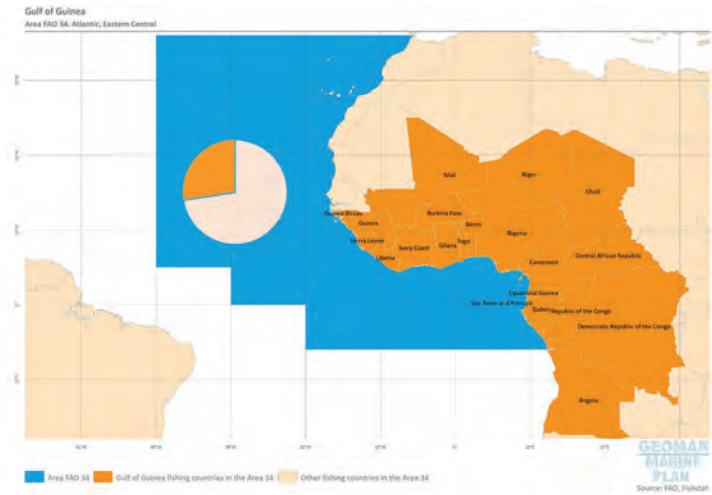 Gulf of Guinea
Area FAO 34. Atlantic, Eastern Central
Mali
Niger
Chad
Guinea Bissau
Guinea
Burkina Faso
Benin
Nigeria
Sierra Leone
Ivory Coast
Ghana
Togo
Liberia
Cameroon
Central African Republic
Equatorial Guinea
Sao Tome and Principe
Gabon
Republic of the Congo
Democratic Republic of the Congo
Angola
GEOMAR
MARINE
PLAN
Area FAO 34
Gulf of Guinea fishing countries in the Area 34
Other fishing countries in the Area 34
Source: FAO, Fishstat